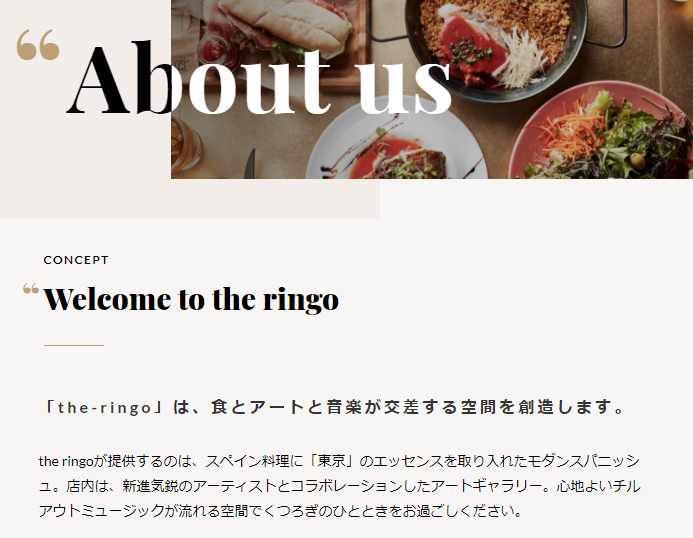 “ About us
CONCEPT
“ Welcome to the ringo
「the-ringo」は、食とアートと音楽が交差する空間を創造します。
the ringoが提供するのは、スペイン料理に「東京」のエッセンスを取り入れたモダンスパニッシ
ュ。店内は、新進気鋭のアーティストとコラボレーションしたアートギャラリー。心地よいチル
アウトミュージックが流れる空間でくつろぎのひとときをお過ごしください。